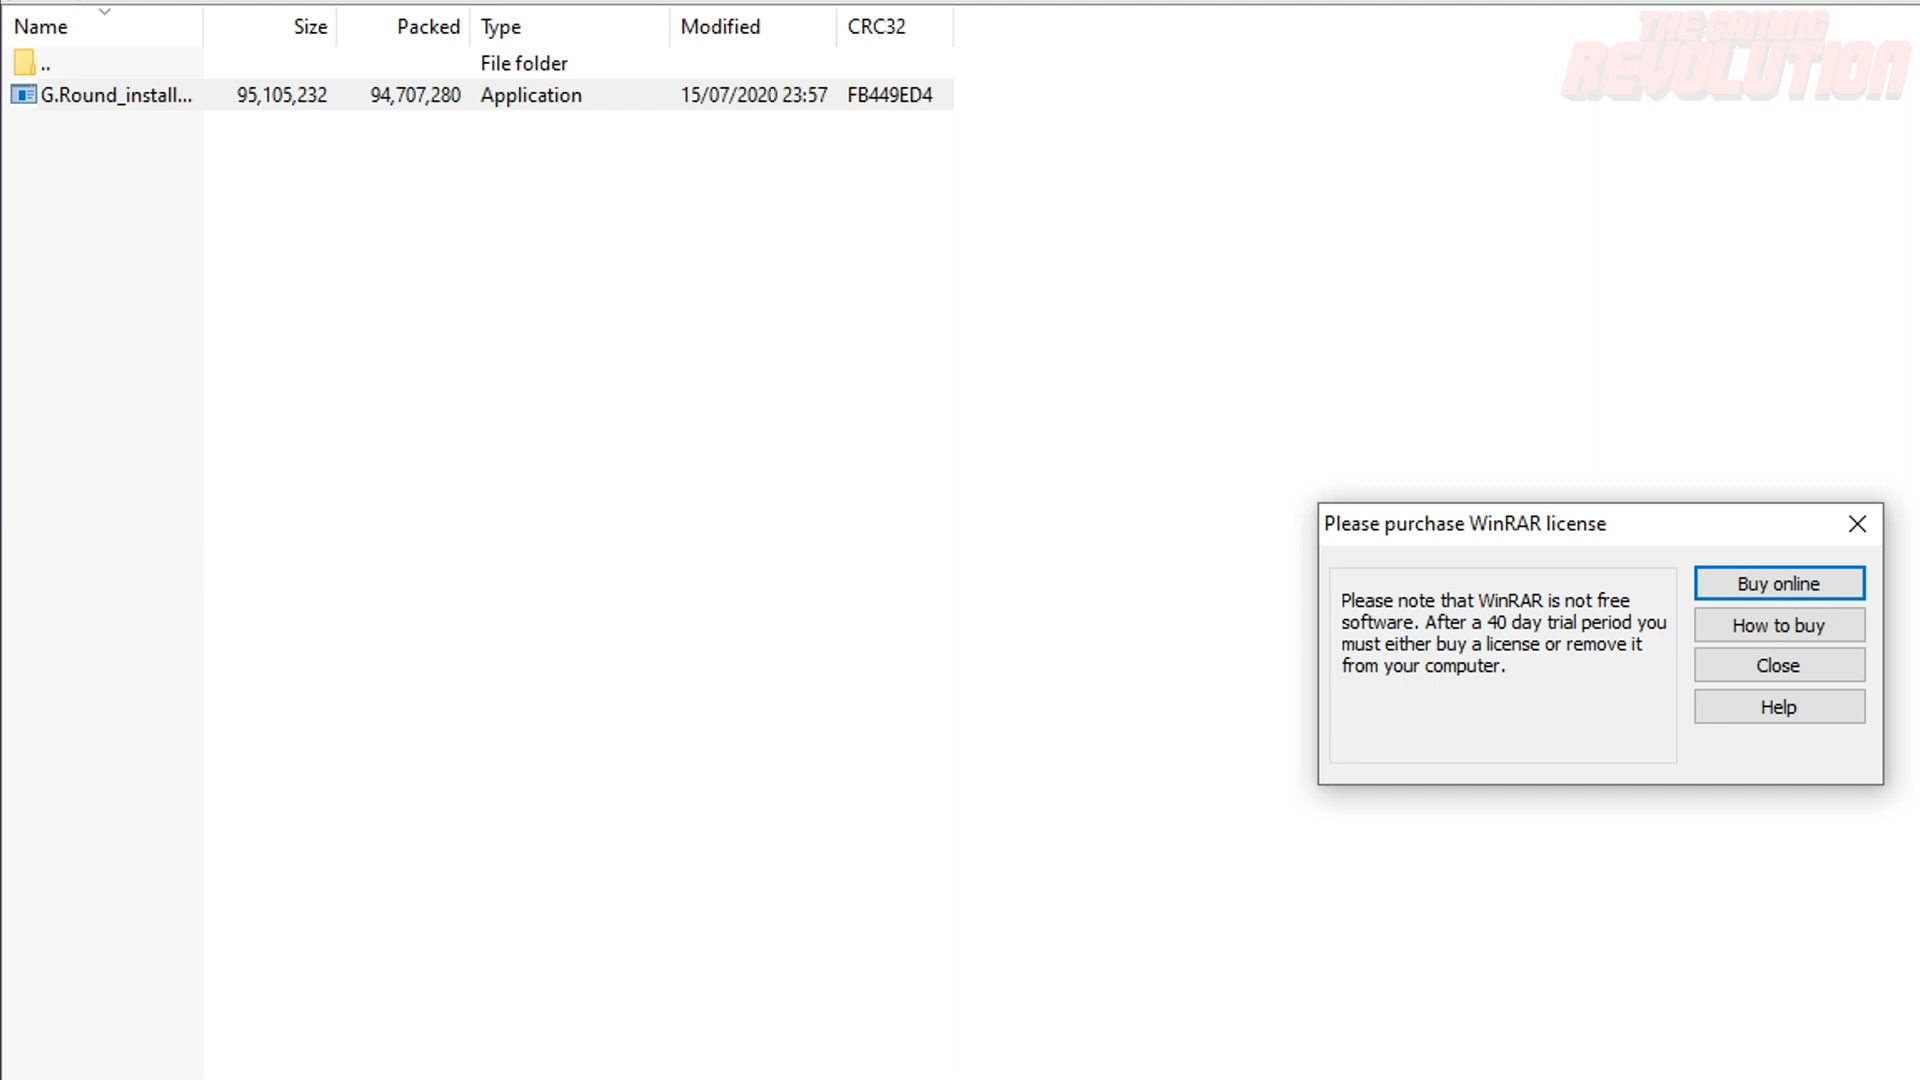 Name Size Packed Type Modified CRC32
.. File folder
G.Round_install... 95,105,232 94,707,280 Application 15/07/2020 23:57 FB449ED4
THE GAMING
REVOLUTION
Please purchase WinRAR license
Please note that WinRAR is not free
software. After a 40 day trial period you
must either buy a license or remove it
from your computer.
Buy online
How to buy
Close
Help